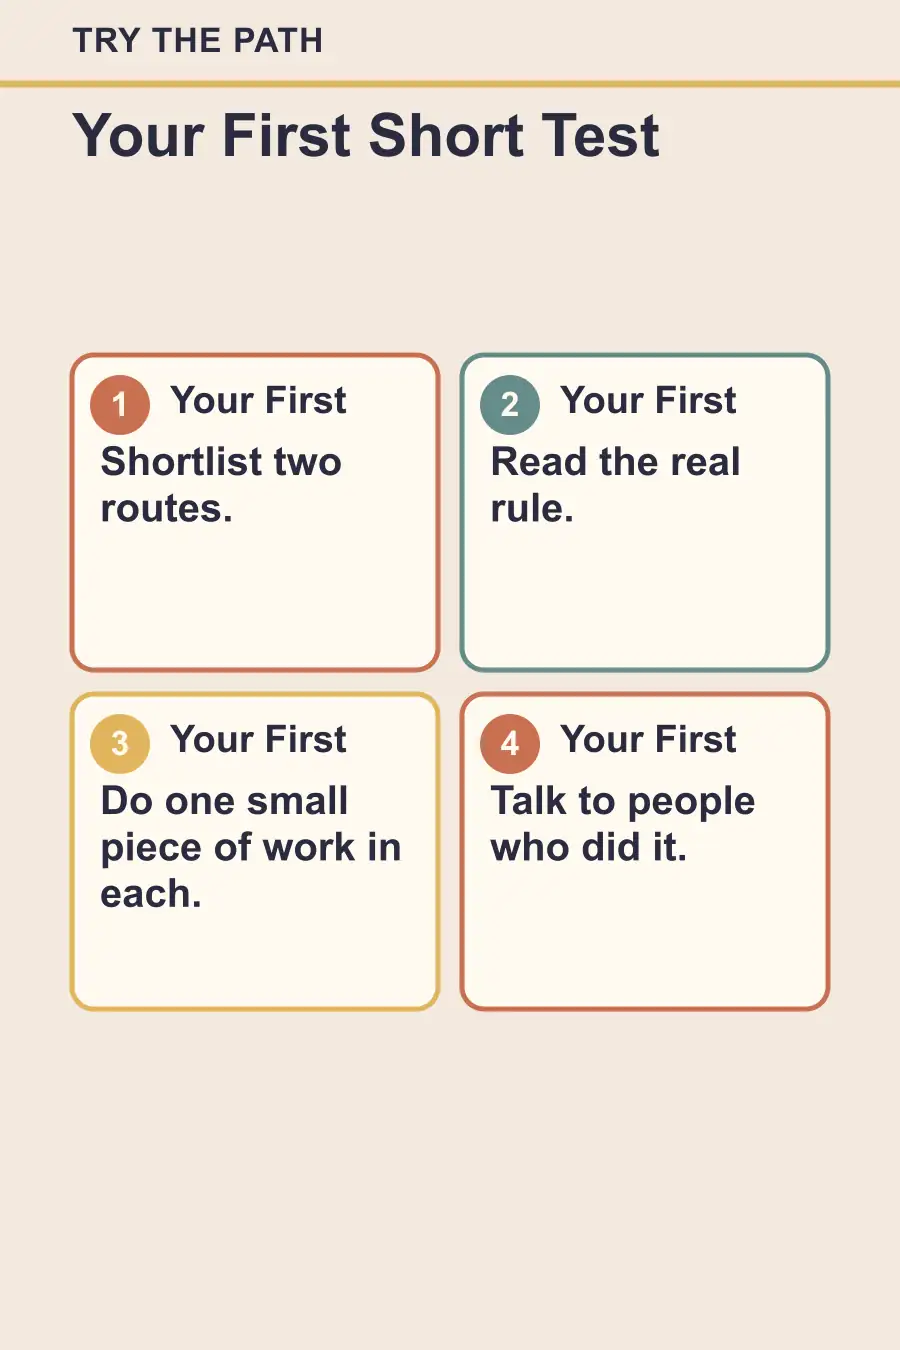 TRY THE PATH
Your First Short Test
1 Your First
Shortlist two
routes.
2 Your First
Read the real
rule.
3 Your First
Do one small
piece of work in
each.
4 Your First
Talk to people
who did it.